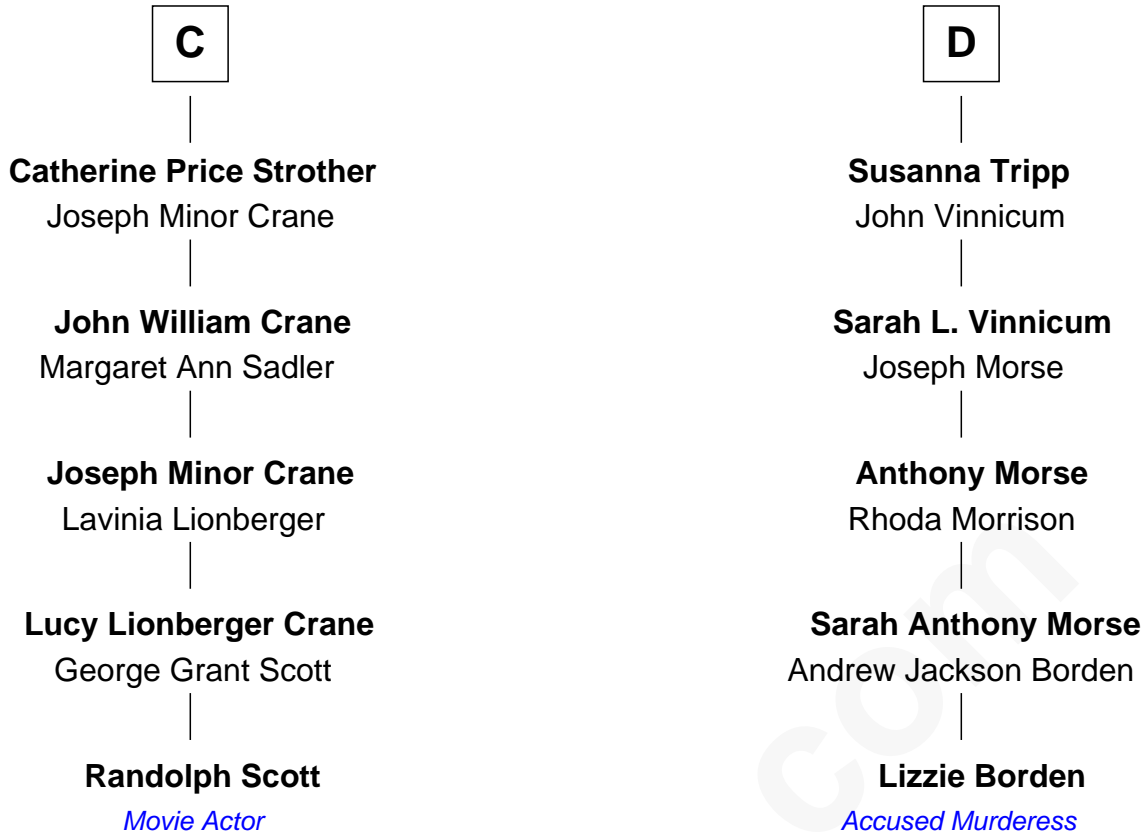 C
Catherine Price Strother
Joseph Minor Crane
John William Crane
Margaret Ann Sadler
Joseph Minor Crane
Lavinia Lionberger
Lucy Lionberger Crane
George Grant Scott
Randolph Scott
Movie Actor
D
Susanna Tripp
John Vinnicum
Sarah L. Vinnicum
Joseph Morse
Anthony Morse
Rhoda Morrison
Sarah Anthony Morse
Andrew Jackson Borden
Lizzie Borden
Accused Murderess
com